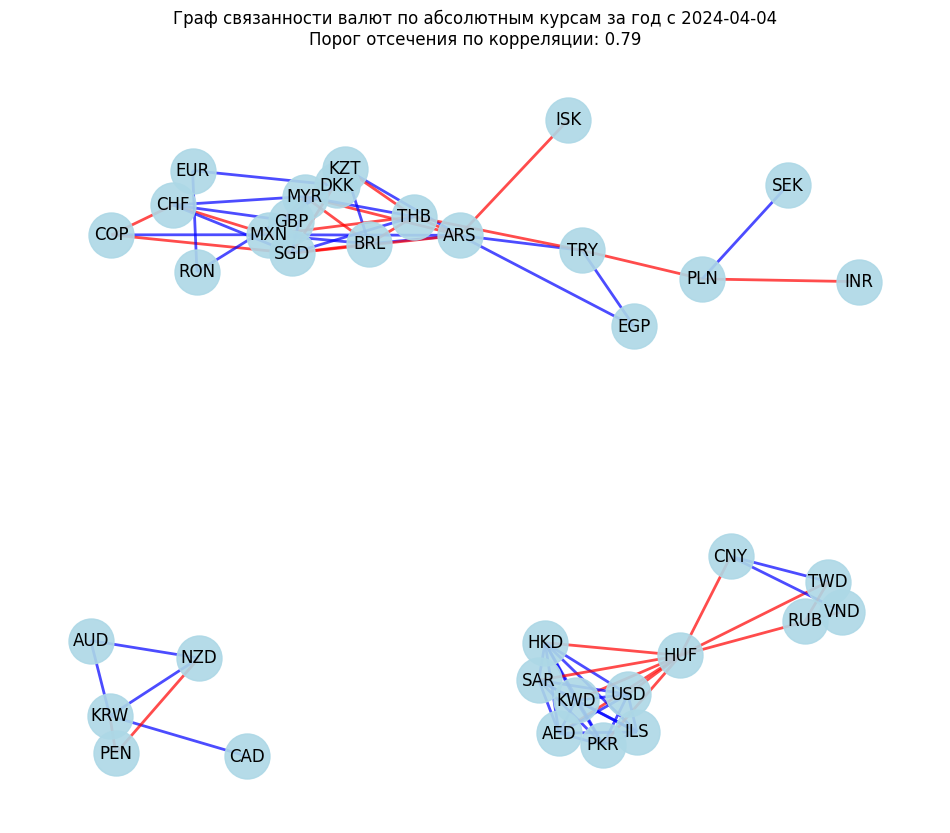 Граф связанности валют по абсолютным курсам за год с 2024-04-04
Порог отсечения по корреляции: 0.79
ISK
EUR
KZT
DKK
SEK
CHF
MYR
GBP
THB
COP
MXN
BRL
ARS
SGD
TRY
RON
PLN
INR
EGP
CNY
TWD
VND
RUB
AUD
NZD
HKD
HUF
SAR
KWD
USD
KRW
AED
ILS
PKR
PEN
CAD